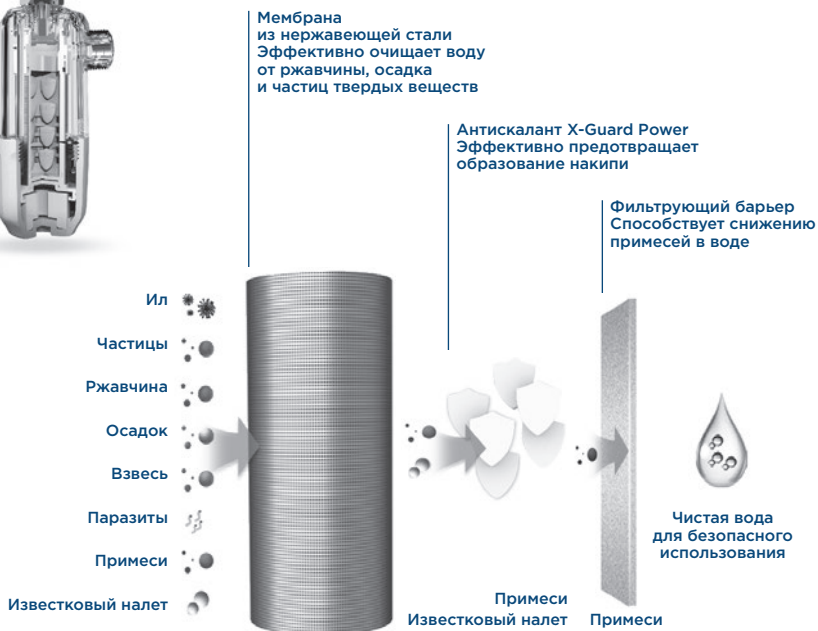 Мембрана
из нержавеющей стали
Эффективно очищает воду
от ржавчины, осадка
и частиц твердых веществ
Антискалант X-Guard Power
Эффективно предотвращает
образование накипи
Фильтрующий барьер
Способствует снижению
примесей в воде
Ил
Частицы
Ржавчина
Осадок
Взвесь
Паразиты
Примеси
Известковый налет
Примеси
Известковый налет
Примеси
Чистая вода
для безопасного
использования